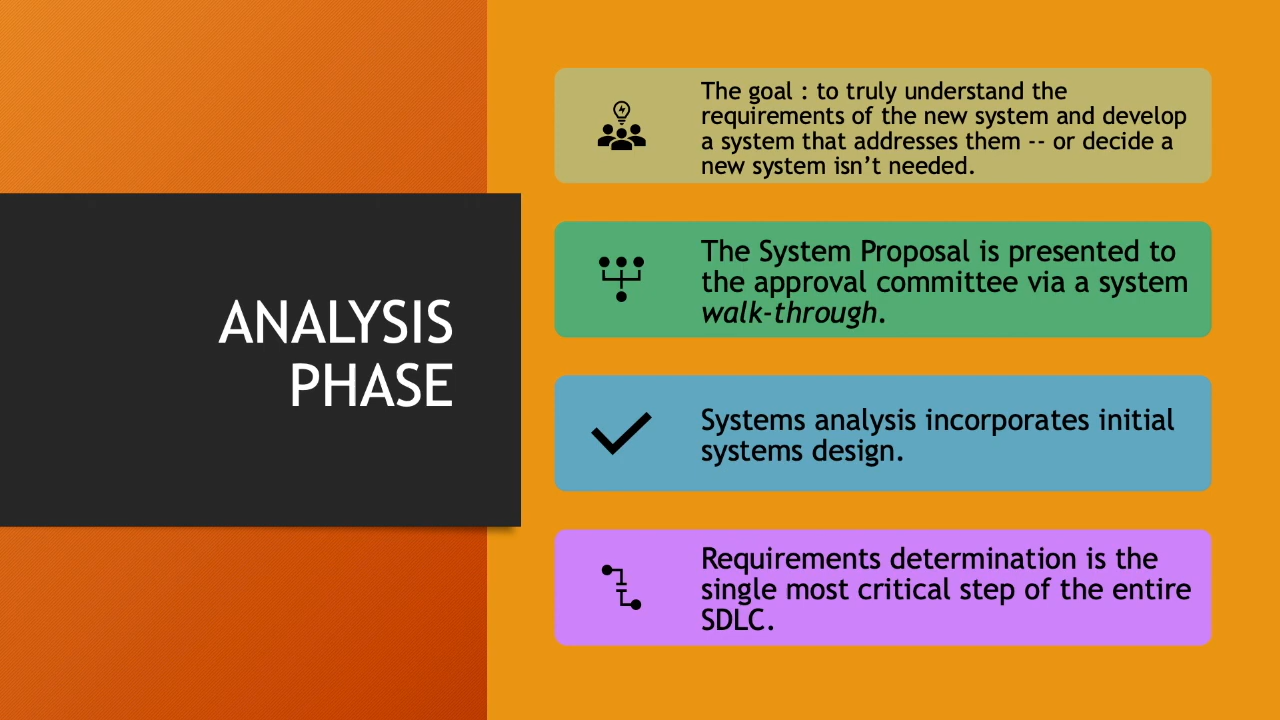 ANALYSIS
PHASE
The goal : to truly understand the
requirements of the new system and develop
a system that addresses them -- or decide a
new system isn’t needed.
The System Proposal is presented to
the approval committee via a system
walk-through.
Systems analysis incorporates initial
systems design.
Requirements determination is the
single most critical step of the entire
SDLC.